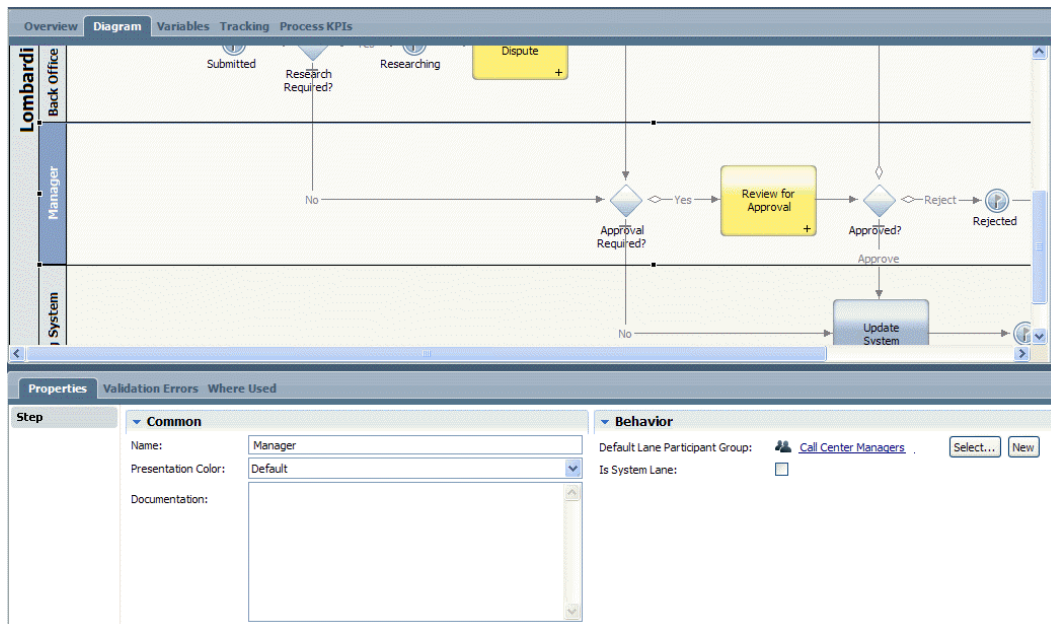 Overview Diagram Variables Tracking Process KPIs
Lombardi
Back Office
Submitted
Research
Required?
Yes
Researching
Dispute
+
Manager
No
Approval
Required?
Yes
Review for
Approval
+
Approved?
Reject
Rejected
Approve
System
No
Update
System
Properties Validation Errors Where Used
Step
Common
Name: Manager
Presentation Color: Default
Documentation:
Behavior
Default Lane Participant Group: Call Center Managers Select... New
Is System Lane: